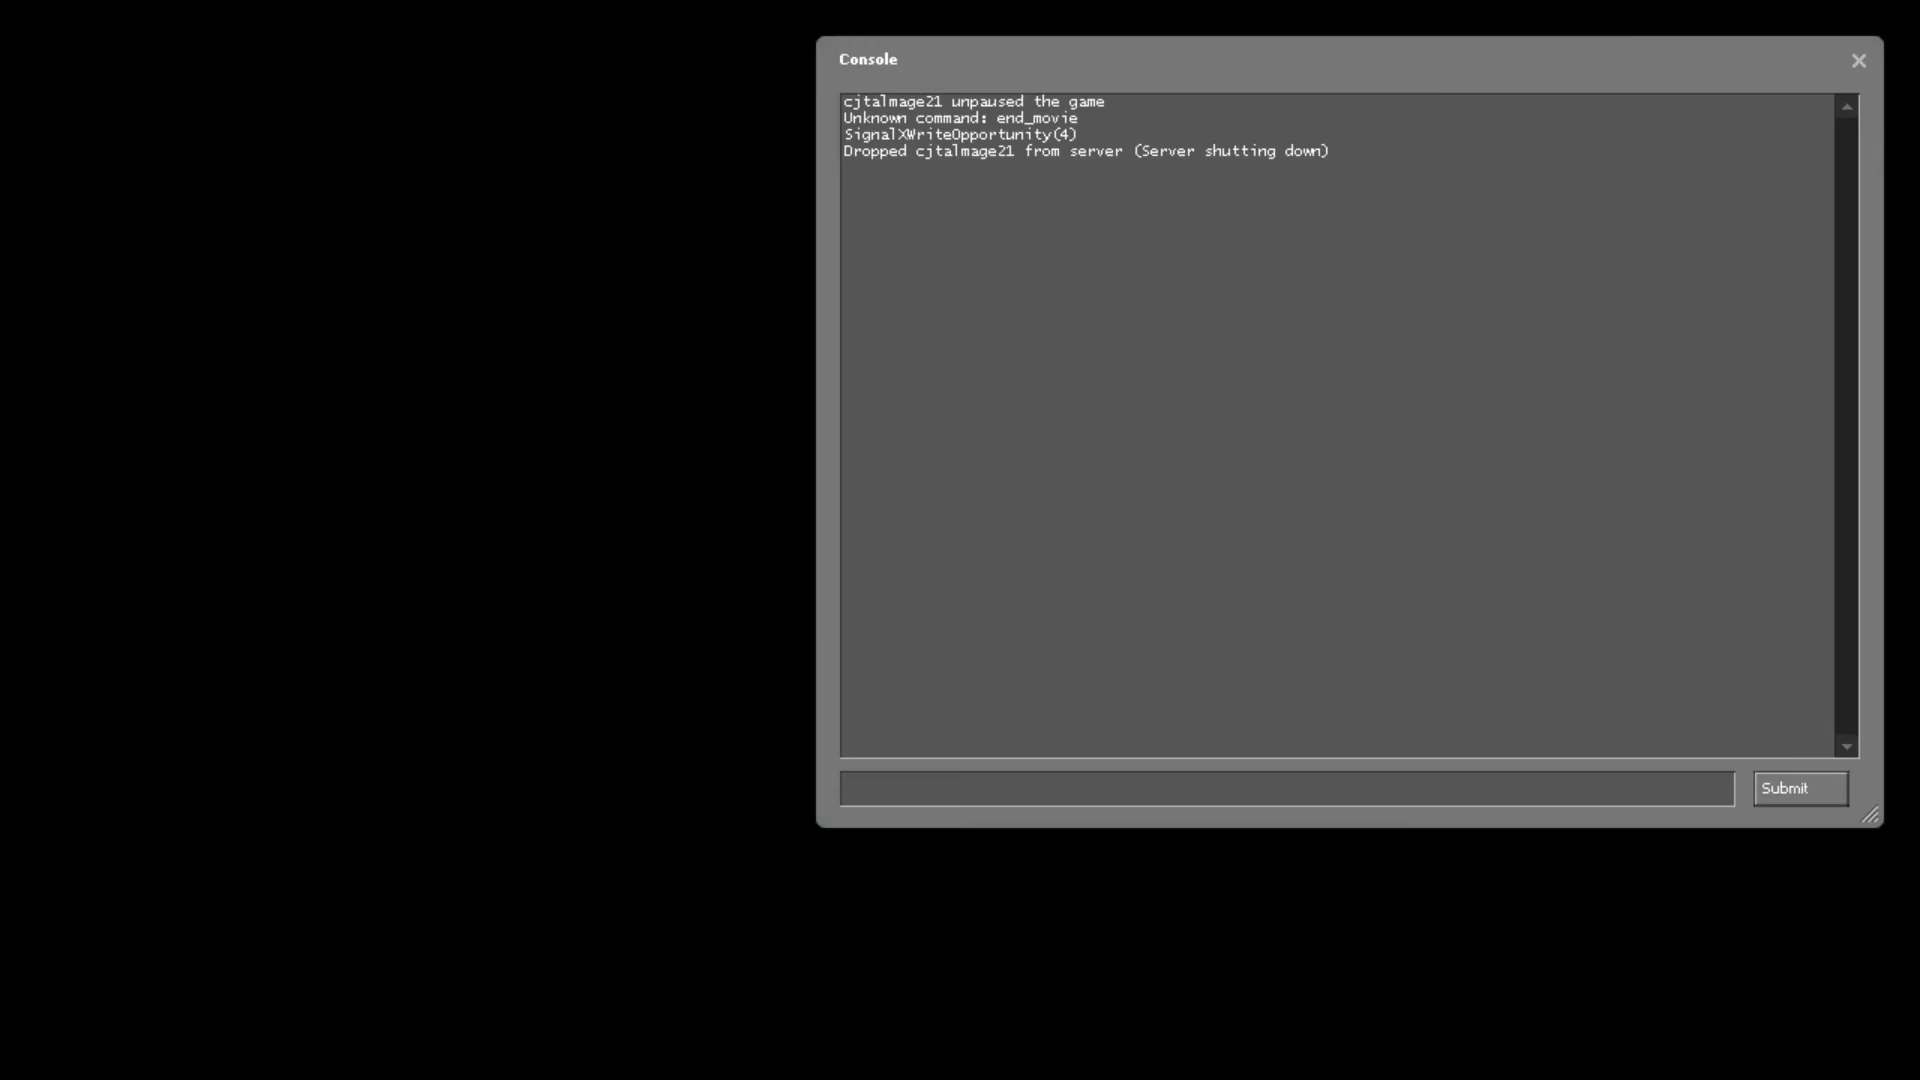 Console
cjtalmage21 unpaused the game
Unknown command: end_movie
SignalXWriteOpportunity(4)
Dropped cjtalmage21 from server (Server shutting down)
Submit